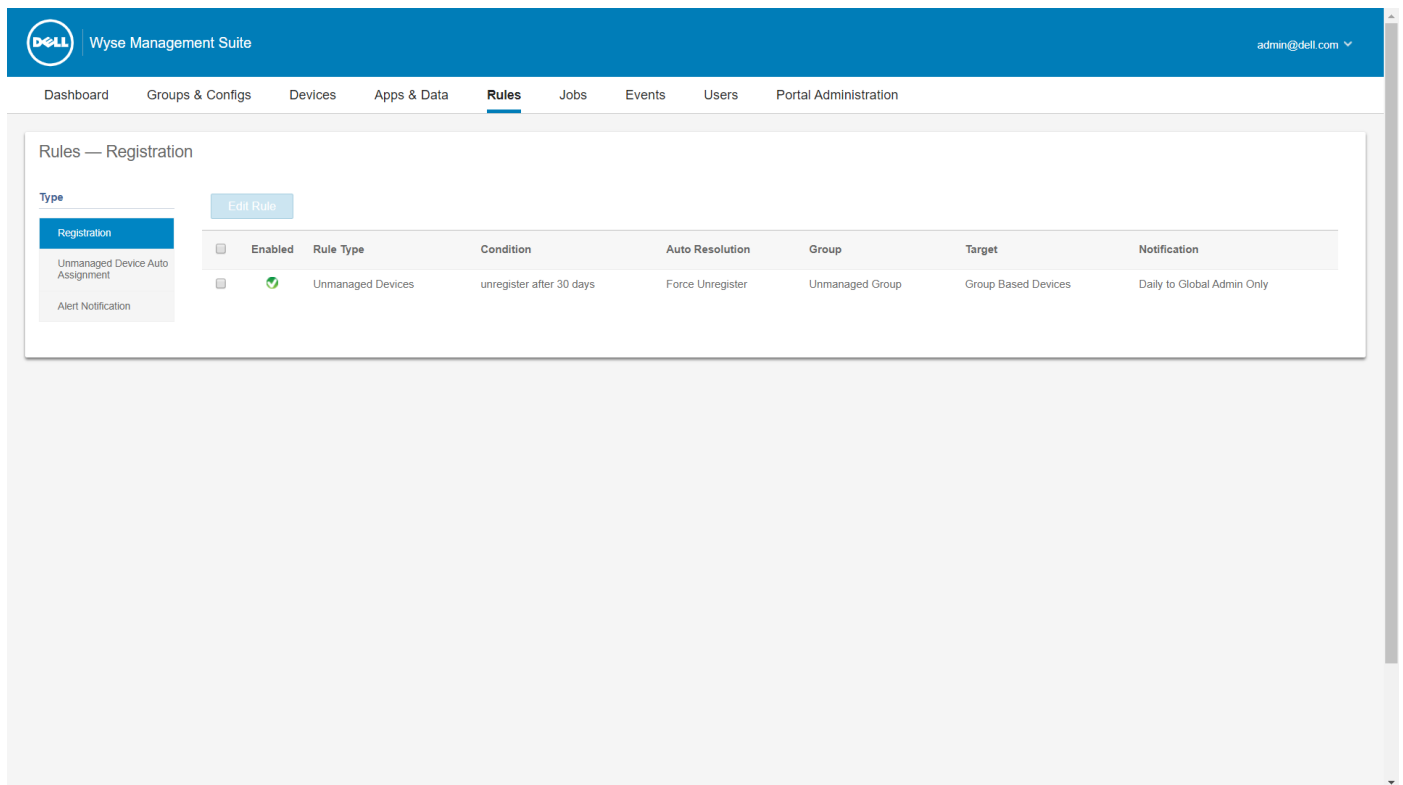 DELL Wyse Management Suite admin@dell.com
Dashboard Groups & Configs Devices Apps & Data Rules Jobs Events Users Portal Administration
Rules — Registration
Type
Edit Rule
Registration
Unmanaged Device Auto
Assignment
Alert Notification
Enabled Rule Type Condition Auto Resolution Group Target Notification
Unmanaged Devices unregister after 30 days Force Unregister Unmanaged Group Group Based Devices Daily to Global Admin Only